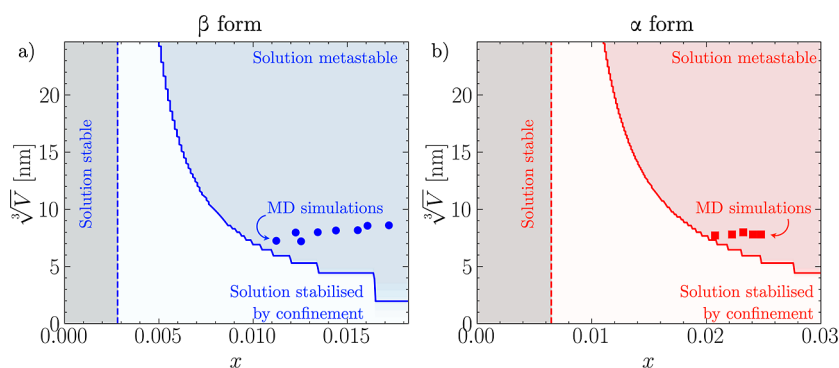 β form
a)
Solution metastable
Solution stable
MD simulations
Solution stabilised
by confinement
∛V [nm]
20
15
10
5
0
0.000
0.005
0.010
0.015
x
α form
b)
Solution metastable
Solution stable
MD simulations
Solution stabilised
by confinement
∛V [nm]
20
15
10
5
0
0.00
0.01
0.02
0.03
x